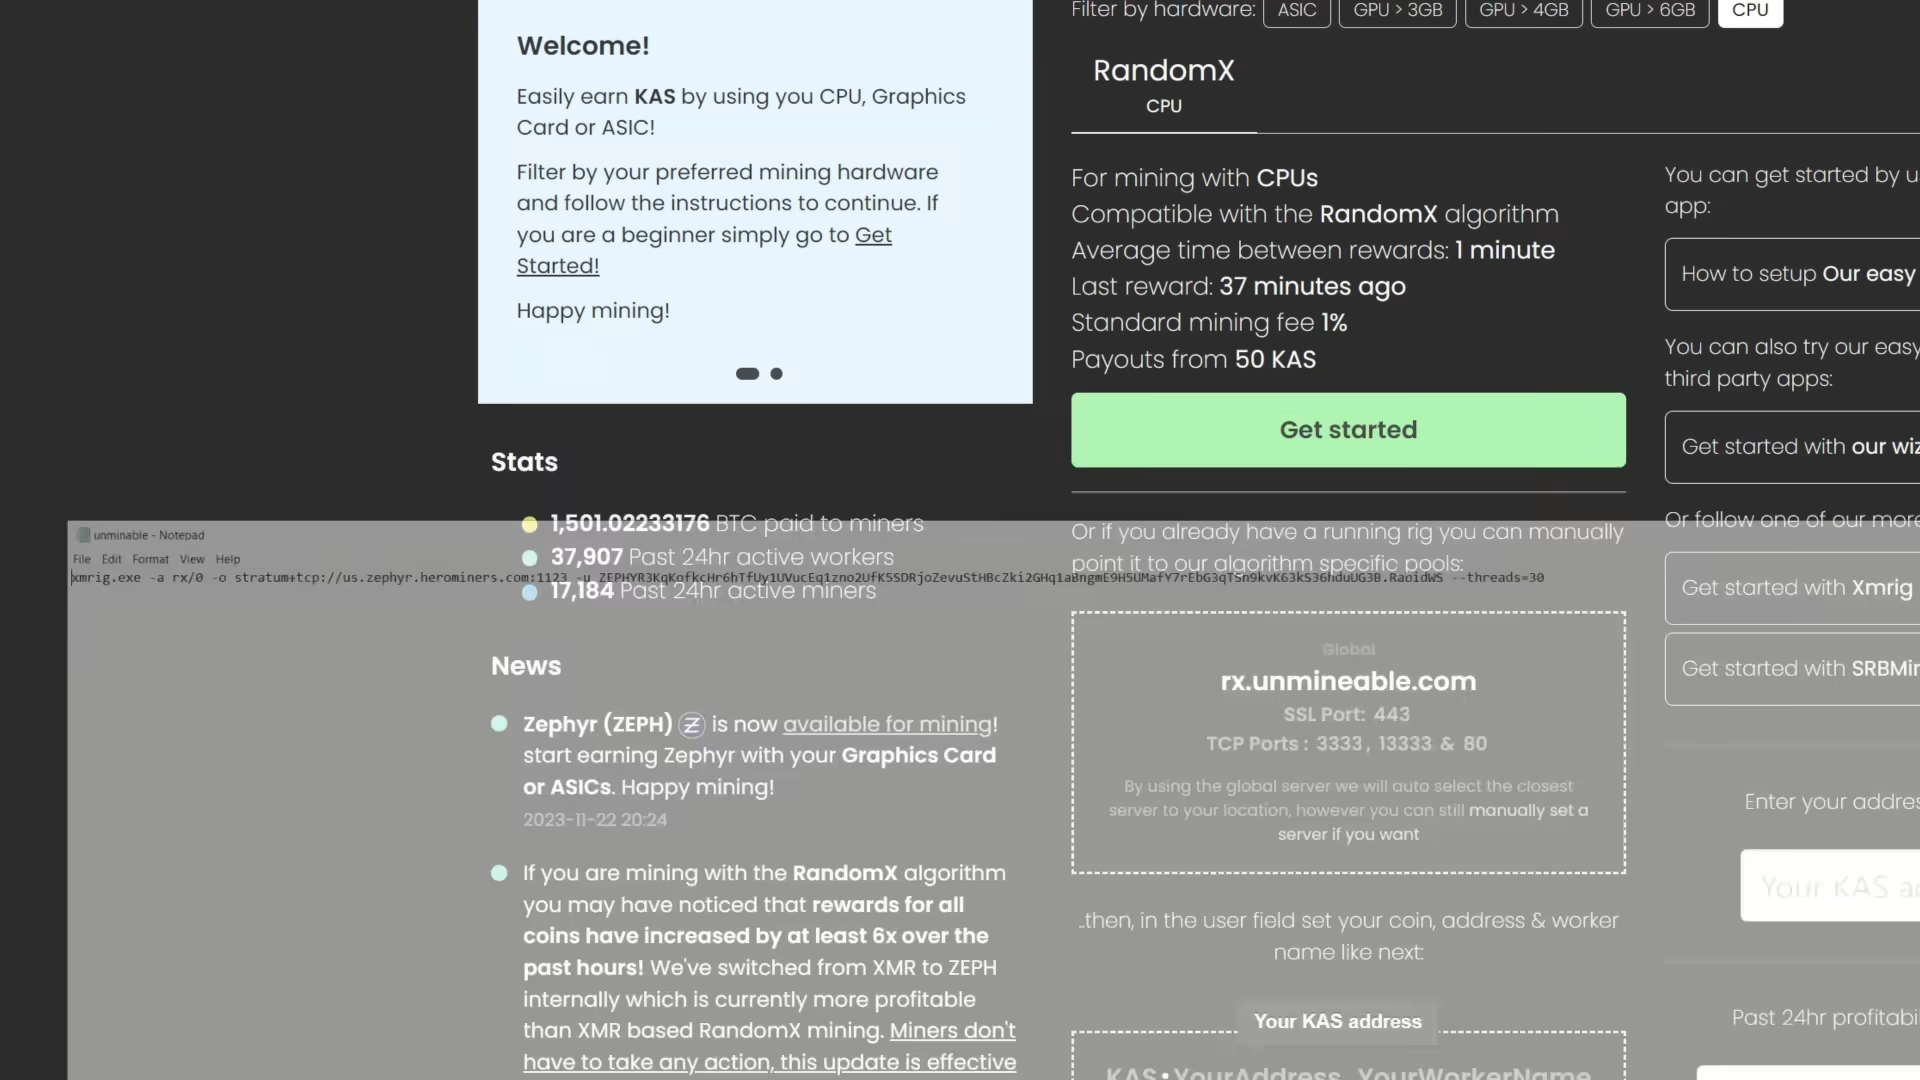 Welcome!
Easily earn KAS by using you CPU, Graphics
Card or ASIC!
Filter by your preferred mining hardware
and follow the instructions to continue. If
you are a beginner simply go to Get
Started!
Happy mining!
Stats
1,501.02233176 BTC paid to miners
37,907 Past 24hr active workers
17,184 Past 24hr active miners
News
Zephyr (ZEPH) is now available for mining!
start earning Zephyr with your Graphics Card
or ASICs. Happy mining!
2023-11-22 20:24
If you are mining with the RandomX algorithm
you may have noticed that rewards for all
coins have increased by at least 6x over the
past hours! We've switched from XMR to ZEPH
internally which is currently more profitable
than XMR based RandomX mining. Miners don't
have to take any action, this update is effective
unminable - Notepad
File Edit Format View Help
xmrig.exe -a rx/0 -o stratum+tcp://us.zephyr.herominers.com:1123 -u --threads=30
Filter by hardware: ASIC GPU > 3GB GPU > 4GB GPU > 6GB CPU
RandomX
CPU
For mining with CPUs
Compatible with the RandomX algorithm
Average time between rewards: 1 minute
Last reward: 37 minutes ago
Standard mining fee 1%
Payouts from 50 KAS
Get started
Or if you already have a running rig you can manually
point it to our algorithm specific pools:
Global
rx.unmineable.com
SSL Port: 443
TCP Ports : 3333 , 13333 & 80
By using the global server we will auto select the closest
server to your location, however you can still manually set a
server if you want
..then, in the user field set your coin, address & worker
name like next:
Your KAS address
KAS:YourAddress.YourWorkerName
You can get started by
app:
How to setup Our easy
You can also try our easy
third party apps:
Get started with our
Or follow one of our more
Get started with Xmrig
Get started with
Enter your
Your KAS
Past 24hr